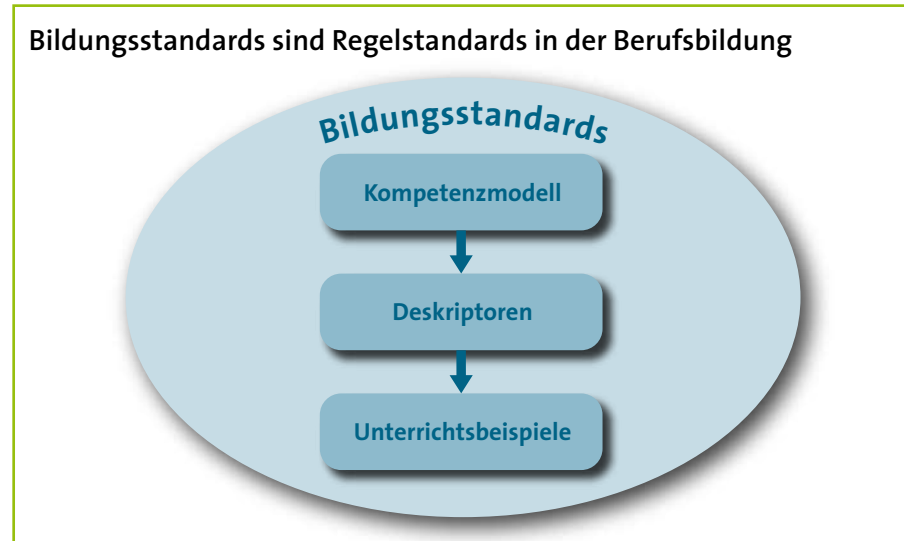 Bildungsstandards sind Regelstandards in der Berufsbildung
Bildungsstandards
Kompetenzmodell
Deskriptoren
Unterrichtsbeispiele